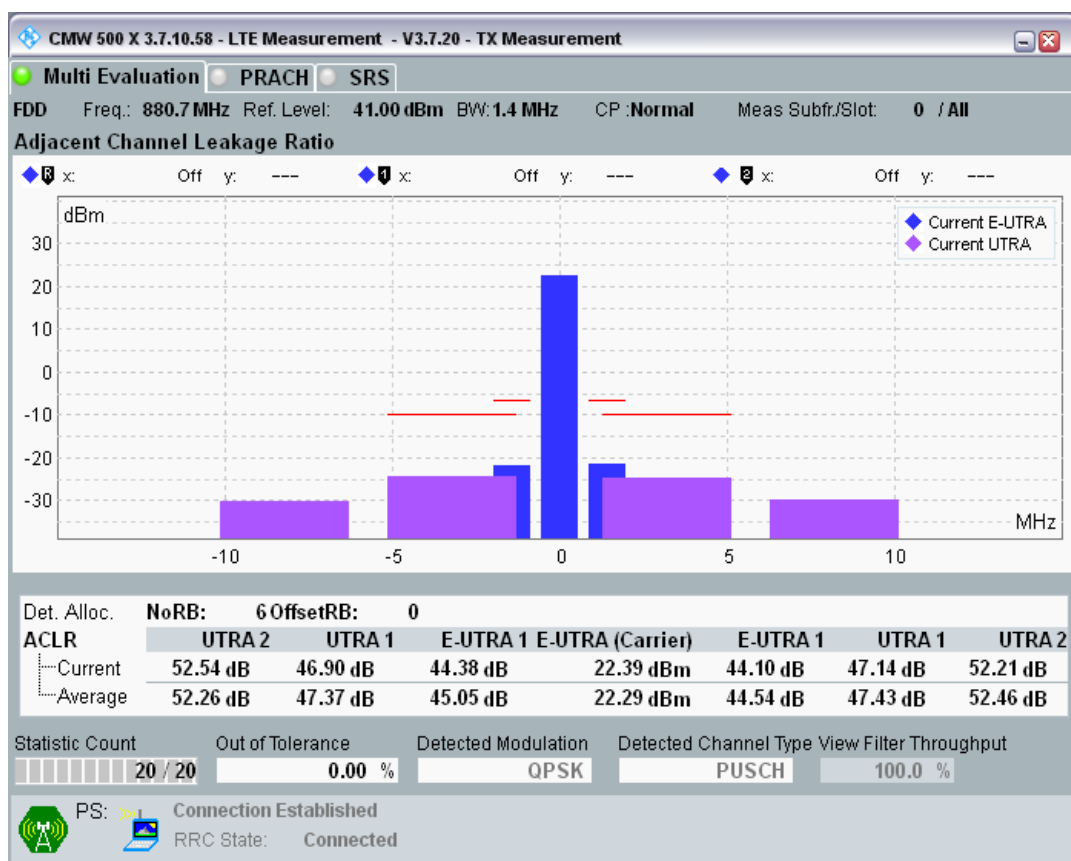 CMW 500 X 3.7.10.58 - LTE Measurement - V3.7.20 - TX Measurement
Multi Evaluation PRACH SRS
FDD Freq.: 880.7 MHz Ref. Level: 41.00 dBm BW: 1.4 MHz CP :Normal Meas Subfr./Slot: 0 / All
Adjacent Channel Leakage Ratio
R x: Off y: --- 1 x: Off y: --- 2 x: Off y: ---
dBm
Current E-UTRA
Current UTRA
30
20
10
0
-10
-20
-30
MHz
-10 -5 0 5 10
Det. Alloc. NoRB: 6 OffsetRB: 0
ACLR UTRA 2 UTRA 1 E-UTRA 1 E-UTRA (Carrier) E-UTRA 1 UTRA 1 UTRA 2
Current 52.54 dB 46.90 dB 44.38 dB 22.39 dBm 44.10 dB 47.14 dB 52.21 dB
Average 52.26 dB 47.37 dB 45.05 dB 22.29 dBm 44.54 dB 47.43 dB 52.46 dB
Statistic Count Out of Tolerance Detected Modulation Detected Channel Type View Filter Throughput
20 / 20 0.00 % QPSK PUSCH 100.0 %
PS: Connection Established
RRC State: Connected